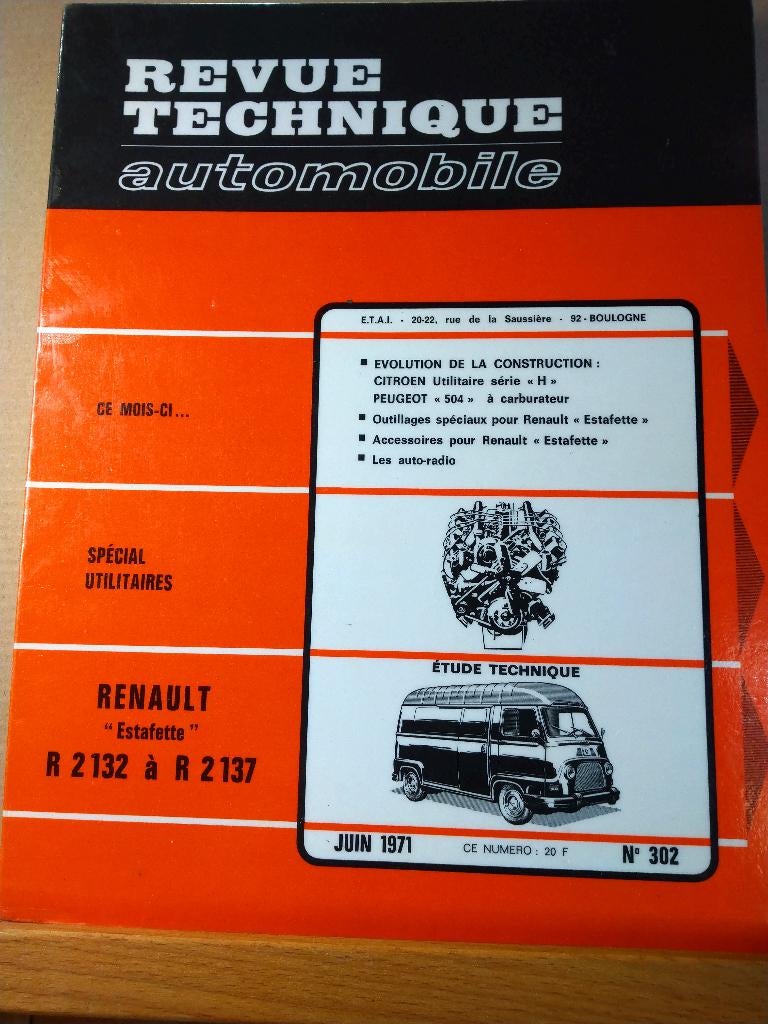 REVUE
TECHNIQUE
automobile
E.T.A.I. - 20-22, rue de la Saussière - 92 - BOULOGNE
CE MOIS-CI...
■ EVOLUTION DE LA CONSTRUCTION :
CITROEN Utilitaire série « H »
PEUGEOT « 504 » à carburateur
■ Outillages spéciaux pour Renault « Estafette »
■ Accessoires pour Renault « Estafette »
■ Les auto-radio
SPÉCIAL
UTILITAIRES
RENAULT
“ Estafette ”
R 2132 à R 2137
ÉTUDE TECHNIQUE
JUIN 1971
CE NUMERO : 20 F
N° 302